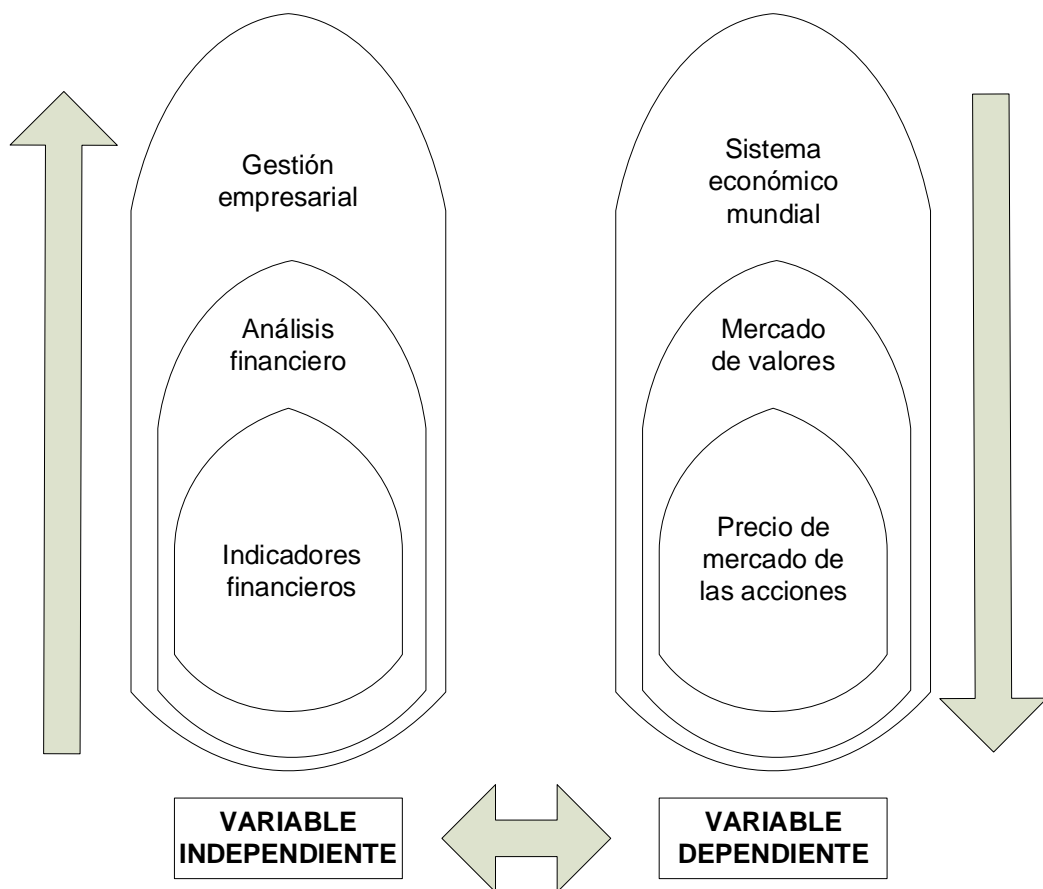 Gestión
empresarial
Análisis
financiero
Indicadores
financieros
VARIABLE
INDEPENDIENTE
Sistema
económico
mundial
Mercado
de valores
Precio de
mercado de
las acciones
VARIABLE
DEPENDIENTE